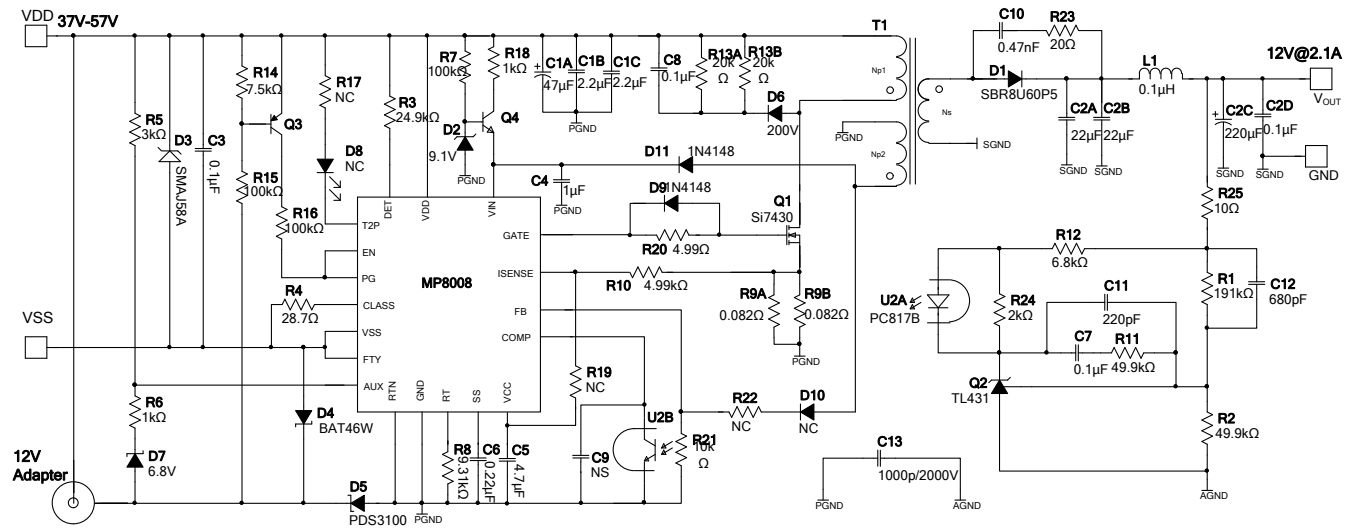 VDD 37V-57V
T1
C10
0.47nF
R23
20Ω
12V@2.1A
VOUT
R14
7.5kΩ
R17
NC
R7
100kΩ
R18
1kΩ
C1A
47µF
C1B
2.2µF
C1C
2.2µF
C8
0.1µF
R13A
20k
Ω
R13B
20k
Ω
Np1
D1
SBR8U60P5
L1
0.1µH
R5
3kΩ
D3
SMAJ58A
C3
0.1µF
Q3
R3
24.9kΩ
D2
9.1V
Q4
PGND
D6
200V
PGND
Np2
Ns
SGND
C2A
22µF
C2B
22µF
SGND
SGND
C2C
220µF
C2D
0.1µF
SGND
SGND
GND
D8
NC
R15
100kΩ
R16
100kΩ
PGND
C4
1µF
PGND
D11
1N4148
D9
1N4148
Q1
Si7430
R25
10Ω
DET
VDD
VIN
T2P
EN
PG
CLASS
VSS
FTY
AUX
MP8008
GATE
ISENSE
FB
COMP
RTN
GND
RT
SS
VCC
R20
4.99Ω
R10
4.99kΩ
R9A
0.082Ω
R9B
0.082Ω
PGND
R12
6.8kΩ
U2A
PC817B
R24
2kΩ
C11
220pF
C7
0.1µF
R11
49.9kΩ
R1
191kΩ
C12
680pF
VSS
R4
28.7Ω
Q2
TL431
R2
49.9kΩ
AGND
R6
1kΩ
D7
6.8V
D4
BAT46W
12V
Adapter
D5
PDS3100
PGND
R8
9.31kΩ
C6
0.22µF
C5
4.7µF
R19
NC
C9
NS
U2B
R21
10k
Ω
R22
NC
D10
NC
C13
1000p/2000V
PGND
AGND